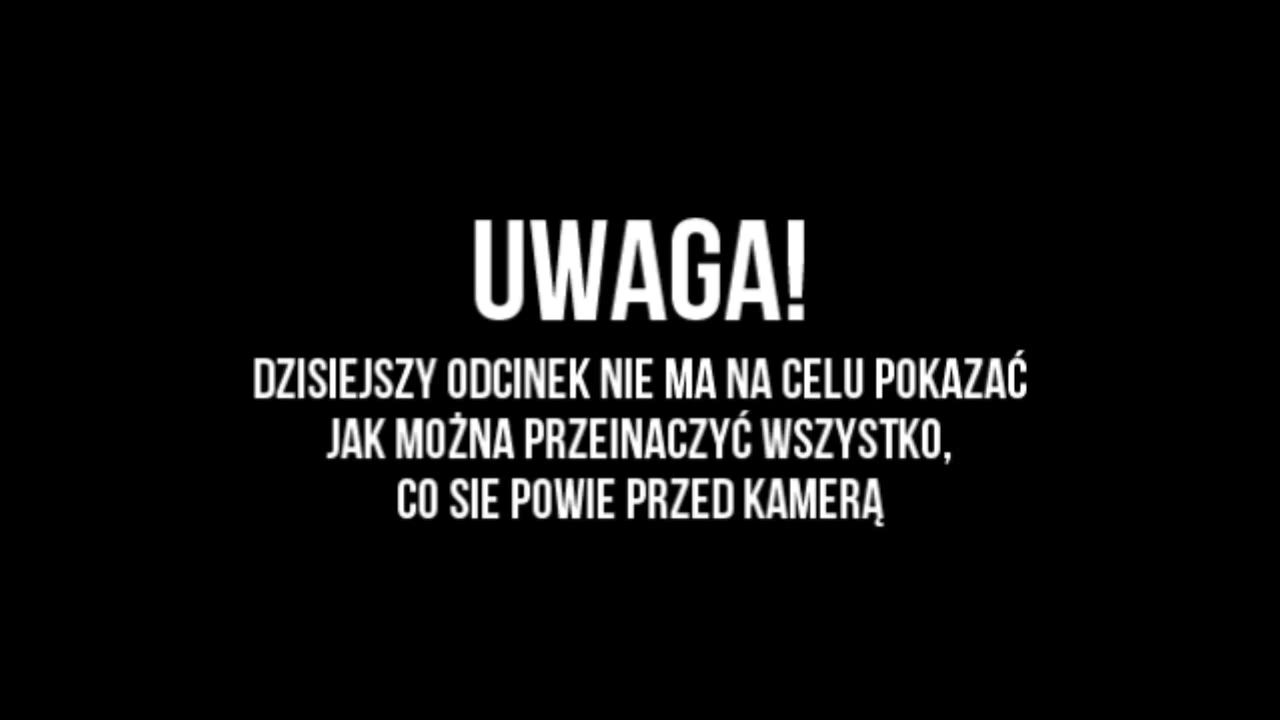 UWAGA!
DZISIEJSZY ODCINEK NIE MA NA CELU POKAZAĆ
JAK MOŻNA PRZEINACZYĆ WSZYSTKO,
CO SIE POWIE PRZED KAMERĄ